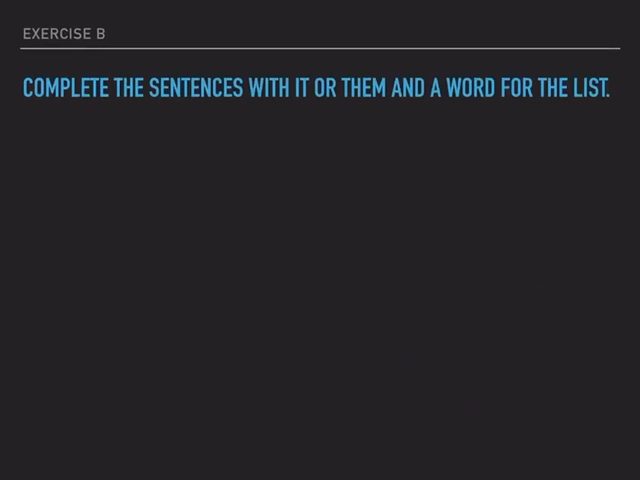 EXERCISE B
COMPLETE THE SENTENCES WITH IT OR THEM AND A WORD FOR THE LIST.